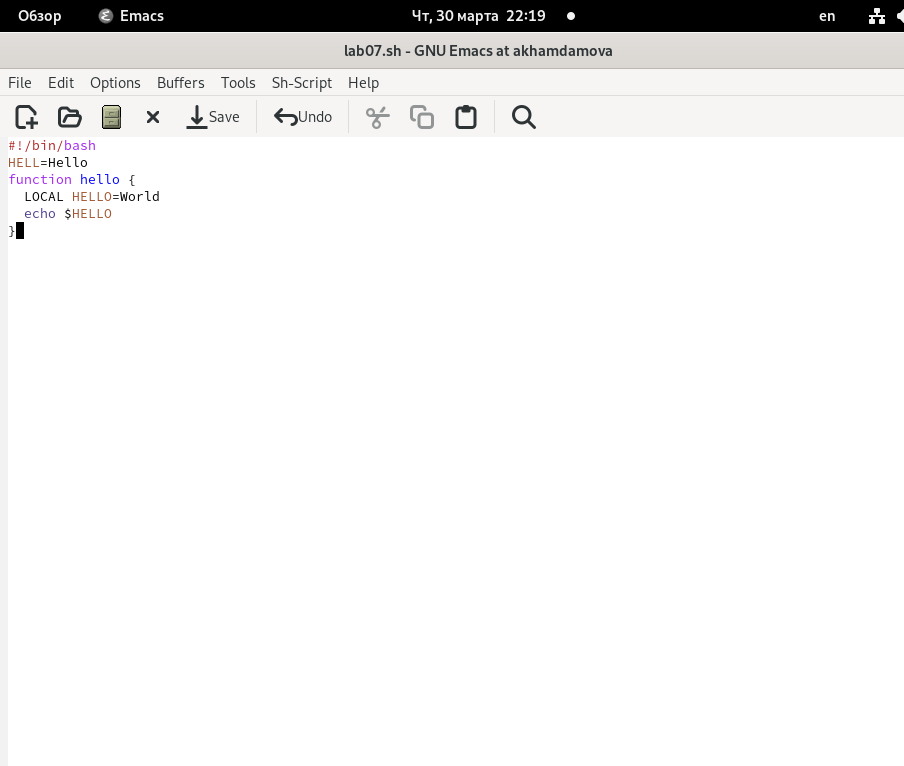 Обзор Emacs Чт, 30 марта 22:19 en
lab07.sh - GNU Emacs at akhamdamova
File Edit Options Buffers Tools Sh-Script Help
Save Undo
#!/bin/bash
HELL=Hello
function hello {
  LOCAL HELLO=World
  echo $HELLO
}